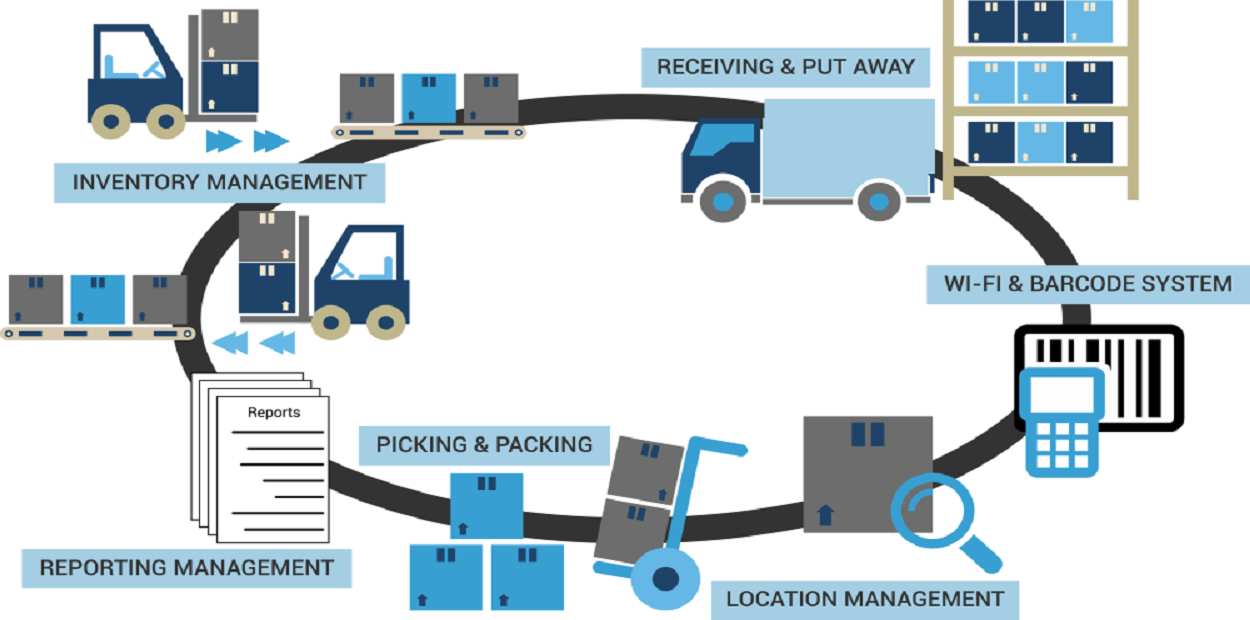 RECEIVING & PUT AWAY
INVENTORY MANAGEMENT
WI-FI & BARCODE SYSTEM
Reports
PICKING & PACKING
REPORTING MANAGEMENT
LOCATION MANAGEMENT